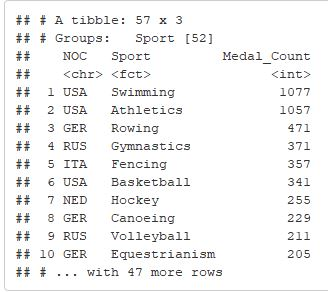 ## # A tibble: 57 x 3
## # Groups:   Sport [52]
##    NOC   Sport         Medal_Count
##    <chr> <fct>               <int>
##  1 USA   Swimming             1077
##  2 USA   Athletics            1057
##  3 GER   Rowing                471
##  4 RUS   Gymnastics            371
##  5 ITA   Fencing               357
##  6 USA   Basketball            341
##  7 NED   Hockey                255
##  8 GER   Canoeing              229
##  9 RUS   Volleyball            211
## 10 GER   Equestrianism         205
## # ... with 47 more rows